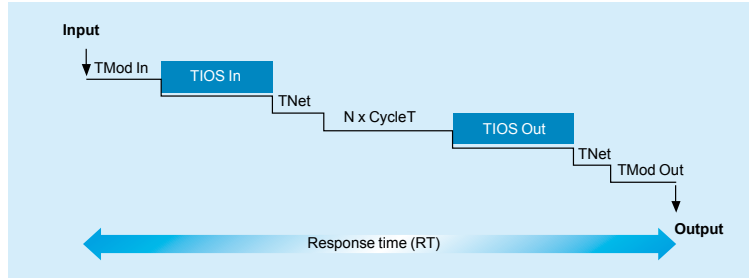 Input
TMod In
TIOS In
TNet
N x CycleT
TIOS Out
TNet
TMod Out
Output
Response time (RT)